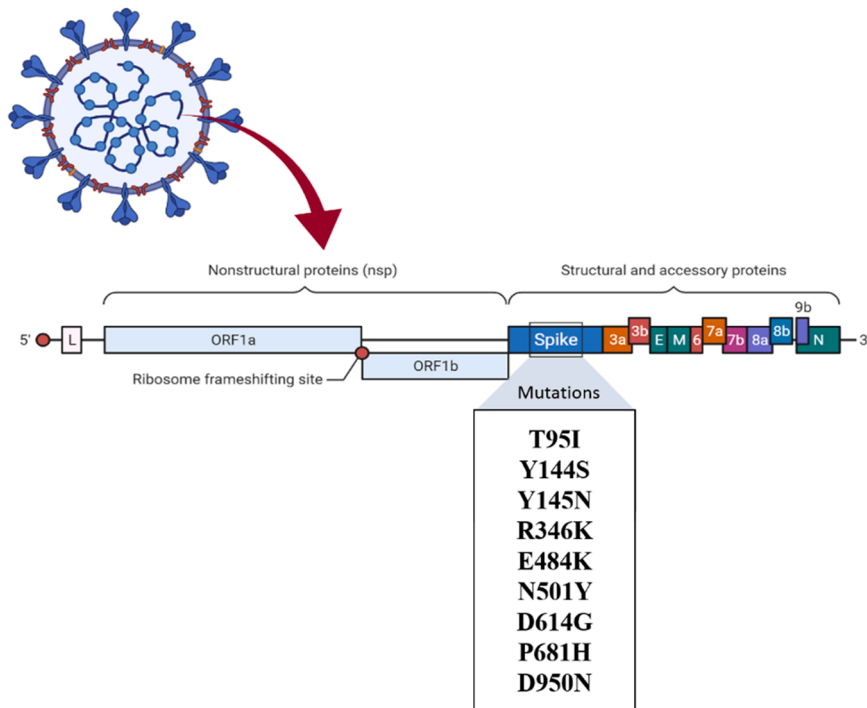 Nonstructural proteins (nsp)
Structural and accessory proteins
9b
5' L ORF1a Spike 3a 3b E M 6 7a 7b 8a 8b N 3
Ribosome frameshifting site
ORF1b
Mutations
T95I
Y144S
Y145N
R346K
E484K
N501Y
D614G
P681H
D950N